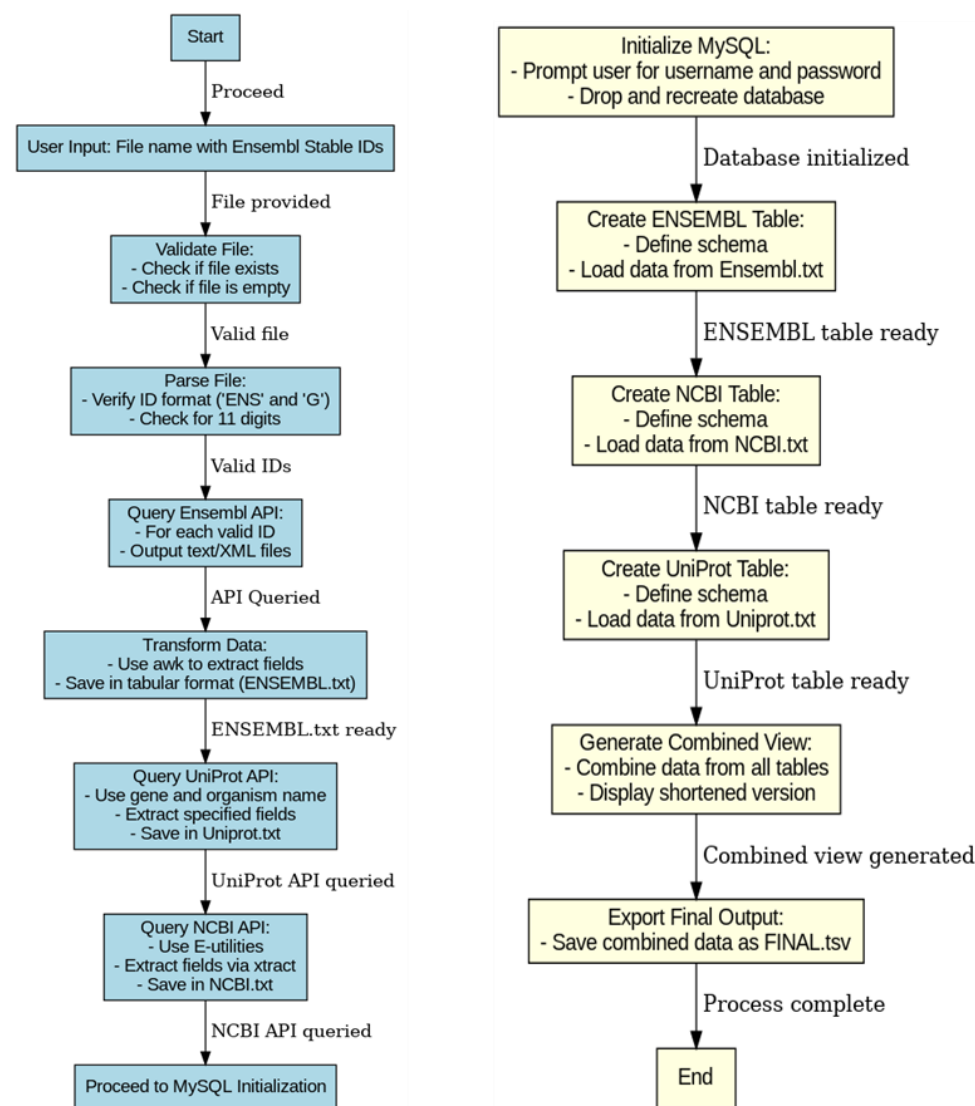 Start
Proceed
User Input: File name with Ensembl Stable IDs
File provided
Validate File:
- Check if file exists
- Check if file is empty
Valid file
Parse File:
- Verify ID format ('ENS' and 'G')
- Check for 11 digits
Valid IDs
Query Ensembl API:
- For each valid ID
- Output text/XML files
API Queried
Transform Data:
- Use awk to extract fields
- Save in tabular format (ENSEMBL.txt)
ENSEMBL.txt ready
Query UniProt API:
- Use gene and organism name
- Extract specified fields
- Save in Uniprot.txt
UniProt API queried
Query NCBI API:
- Use E-utilities
- Extract fields via xtract
- Save in NCBI.txt
NCBI API queried
Proceed to MySQL Initialization
Initialize MySQL:
- Prompt user for username and password
- Drop and recreate database
Database initialized
Create ENSEMBL Table:
- Define schema
- Load data from Ensembl.txt
ENSEMBL table ready
Create NCBI Table:
- Define schema
- Load data from NCBI.txt
NCBI table ready
Create UniProt Table:
- Define schema
- Load data from Uniprot.txt
UniProt table ready
Generate Combined View:
- Combine data from all tables
- Display shortened version
Combined view generated
Export Final Output:
- Save combined data as FINAL.tsv
Process complete
End